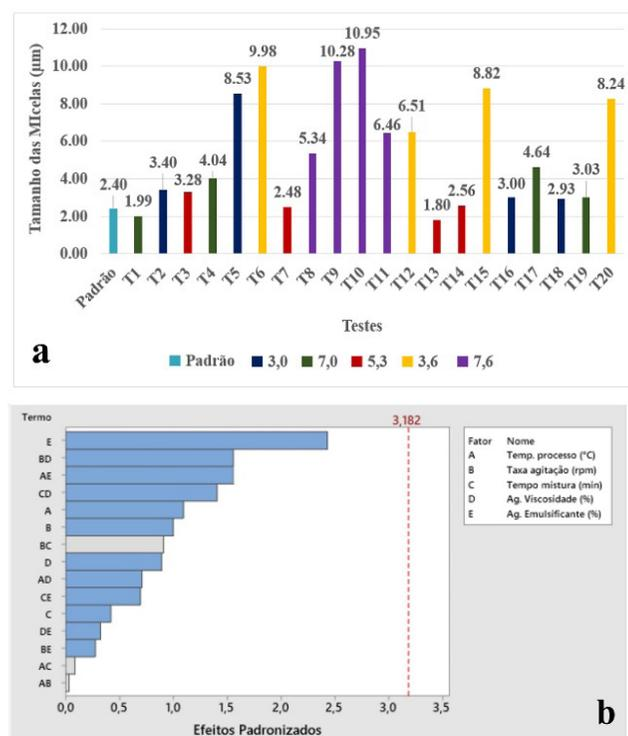 Tamanho das MIcelas (µm)
12.00
10.00
8.00
6.00
4.00
2.00
0.00
2.40
1.99
3.40
3.28
4.04
8.53
9.98
2.48
5.34
10.28
10.95
6.46
6.51
1.80
2.56
8.82
3.00
4.64
2.93
3.03
8.24
Padrão T1 T2 T3 T4 T5 T6 T7 T8 T9 T10 T11 T12 T13 T14 T15 T16 T17 T18 T19 T20
Testes
a
Padrão 3,0 7,0 5,3 3,6 7,6
Termo
3,182
E
BD
AE
CD
A
B
BC
D
AD
CE
C
DE
BE
AC
AB
0,0 0,5 1,0 1,5 2,0 2,5 3,0 3,5
Efeitos Padronizados
Fator Nome
A Temp. processo (°C)
B Taxa agitação (rpm)
C Tempo mistura (min)
D Ag. Viscosidade (%)
E Ag. Emulsificante (%)
b